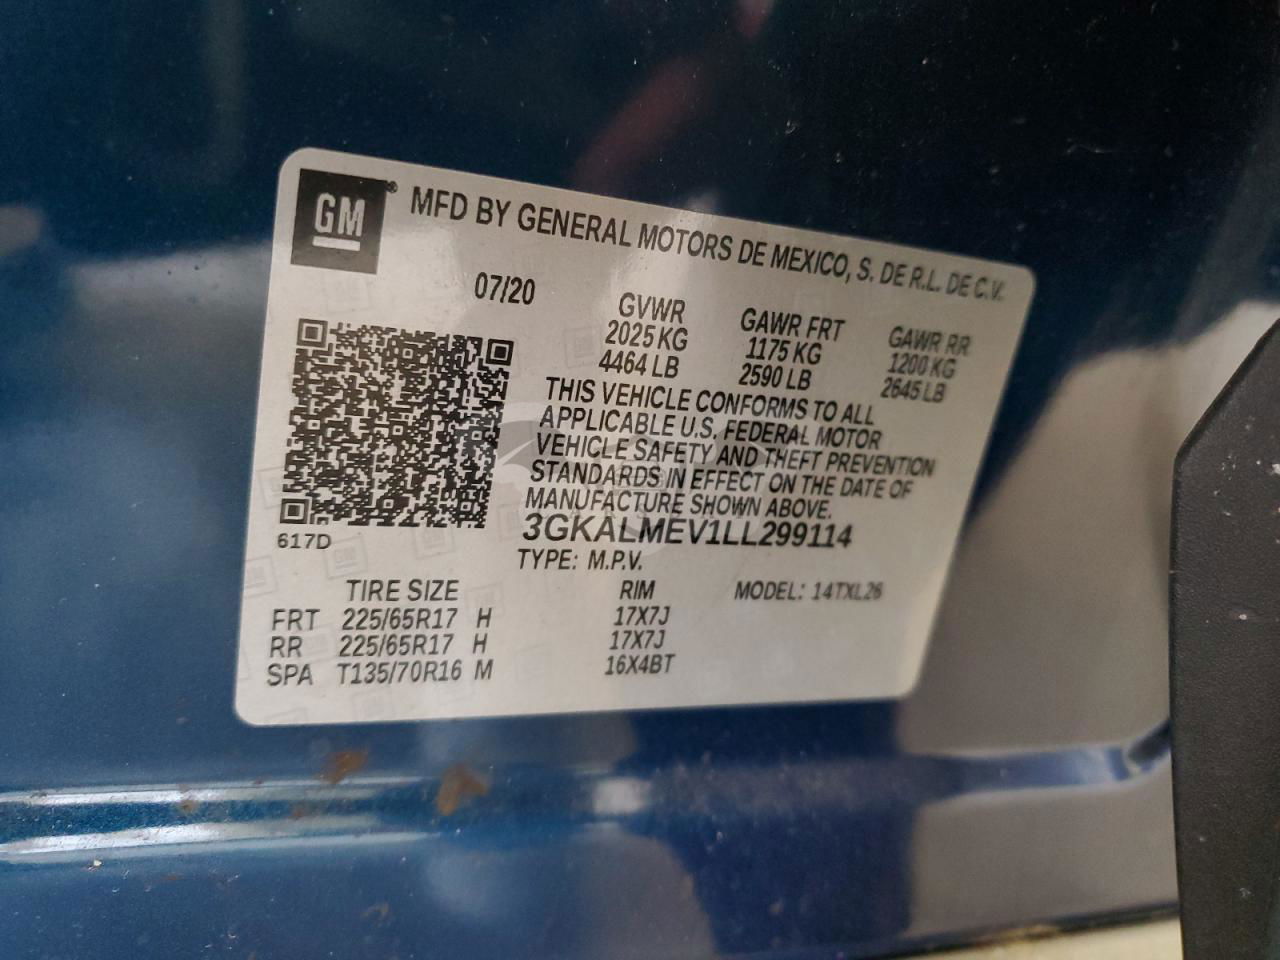 GM® MFD BY GENERAL MOTORS DE MEXICO, S. DE R.L. DE C.V.
07/20
GVWR GAWR FRT GAWR RR
2025 KG 1175 KG 1200 KG
4464 LB 2590 LB 2645 LB
THIS VEHICLE CONFORMS TO ALL
APPLICABLE U.S. FEDERAL MOTOR
VEHICLE SAFETY AND THEFT PREVENTION
STANDARDS IN EFFECT ON THE DATE OF
MANUFACTURE SHOWN ABOVE.
617D 3GKALMEV1LL299114
TYPE: M.P.V.
TIRE SIZE RIM MODEL: 14TXL26
FRT 225/65R17 H 17X7J
RR 225/65R17 H 17X7J
SPA T135/70R16 M 16X4BT